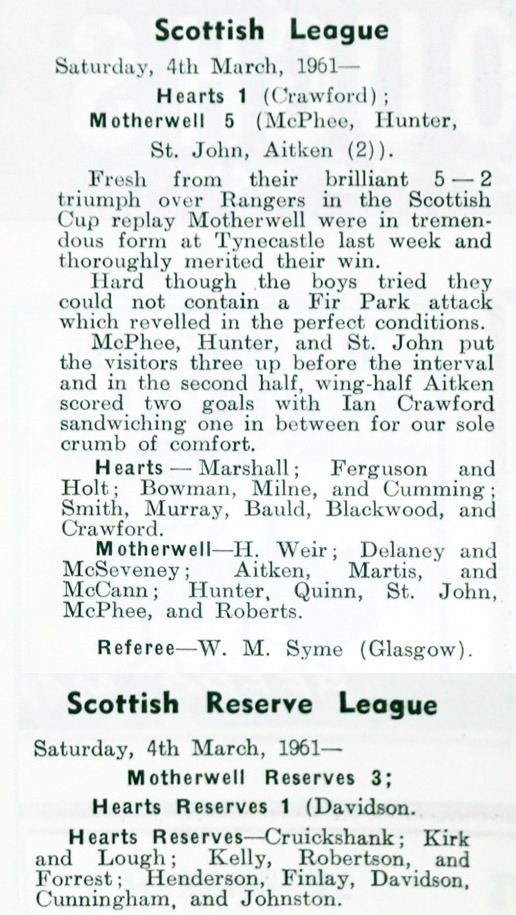 Scottish League
Saturday, 4th March, 1961—
Hearts 1 (Crawford);
Motherwell 5 (McPhee, Hunter,
St. John, Aitken (2)).
Fresh from their brilliant 5—2
triumph over Rangers in the Scottish
Cup replay Motherwell were in tremen-
dous form at Tynecastle last week and
thoroughly merited their win.
Hard though the boys tried they
could not contain a Fir Park attack
which revelled in the perfect conditions.
McPhee, Hunter, and St. John put
the visitors three up before the interval
and in the second half, wing-half Aitken
scored two goals with Ian Crawford
sandwiching one in between for our sole
crumb of comfort.
Hearts — Marshall; Ferguson and
Holt; Bowman, Milne, and Cumming;
Smith, Murray, Bauld, Blackwood, and
Crawford.
Motherwell—H. Weir; Delaney and
McSeveney; Aitken, Martis, and
McCann; Hunter, Quinn, St. John,
McPhee, and Roberts.
Referee—W. M. Syme (Glasgow).
Scottish Reserve League
Saturday, 4th March, 1961—
Motherwell Reserves 3;
Hearts Reserves 1 (Davidson.
Hearts Reserves—Cruickshank; Kirk
and Lough; Kelly, Robertson, and
Forrest; Henderson, Finlay, Davidson,
Cunningham, and Johnston.